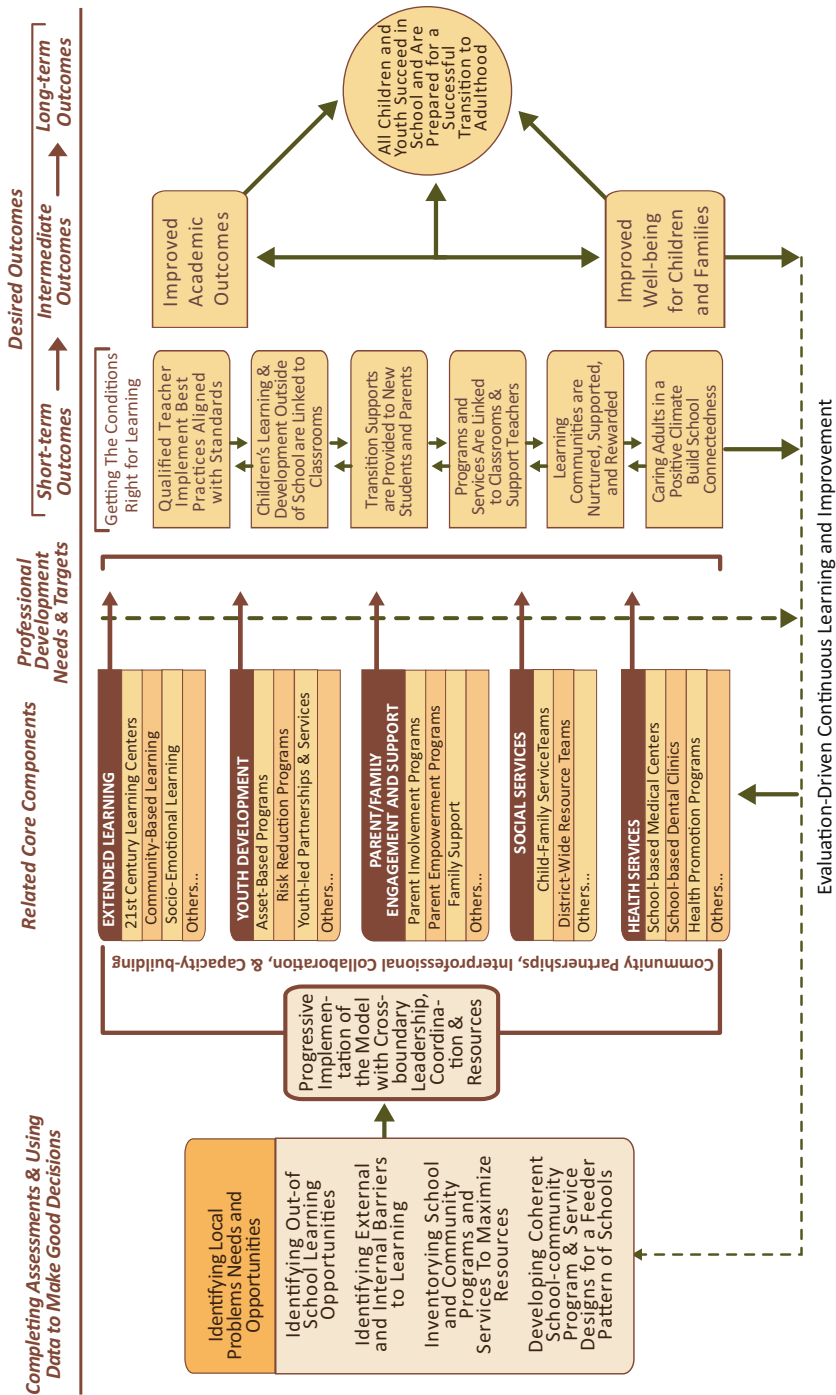 Completing Assessments & Using
Data to Make Good Decisions
Related Core Components
Professional
Development
Needs & Targets
Desired Outcomes
Short-term
Outcomes
Intermediate
Outcomes
Long-term
Outcomes
Identifying Local
Problems Needs and
Opportunities
Identifying Out-of
School Learning
Opportunities
Identifying External
and Internal Barriers
to Learning
Inventorying School
and Community
Programs and
Services To Maximize
Resources
Developing Coherent
School-community
Program & Service
Designs for a Feeder
Pattern of Schools
Progressive
Implemen-
tation of
the Model
with Cross-
boundary
Leadership,
Coordina-
tion &
Resources
Community Partnerships, Interprofessional Collaboration, & Capacity-building
EXTENDED LEARNING
21st Century Learning Centers
Community-Based Learning
Socio-Emotional Learning
Others...
YOUTH DEVELOPMENT
Asset-Based Programs
Risk Reduction Programs
Youth-led Partnerships & Services
Others...
PARENT/FAMILY
ENGAGEMENT AND SUPPORT
Parent Involvement Programs
Parent Empowerment Programs
Family Support
Others...
SOCIAL SERVICES
Child-Family ServiceTeams
District-Wide Resource Teams
Others...
HEALTH SERVICES
School-based Medical Centers
School-based Dental Clinics
Health Promotion Programs
Others...
Getting The Conditions
Right for Learning
Qualified Teacher
Implement Best
Practices Aligned
with Standards
Children's Learning &
Development Outside
of School are Linked to
Classrooms
Transition Supports
are Provided to New
Students and Parents
Programs and
Services Are Linked
to Classrooms &
Support Teachers
Learning
Communities are
Nurtured, Supported,
and Rewarded
Caring Adults in a
Positive Climate
Build School
Connectedness
Improved
Academic
Outcomes
Improved
Well-being
for Children
and Families
All Children and
Youth Succeed in
School and Are
Prepared for a
Successful
Transition to
Adulthood
Evaluation-Driven Continuous Learning and Improvement